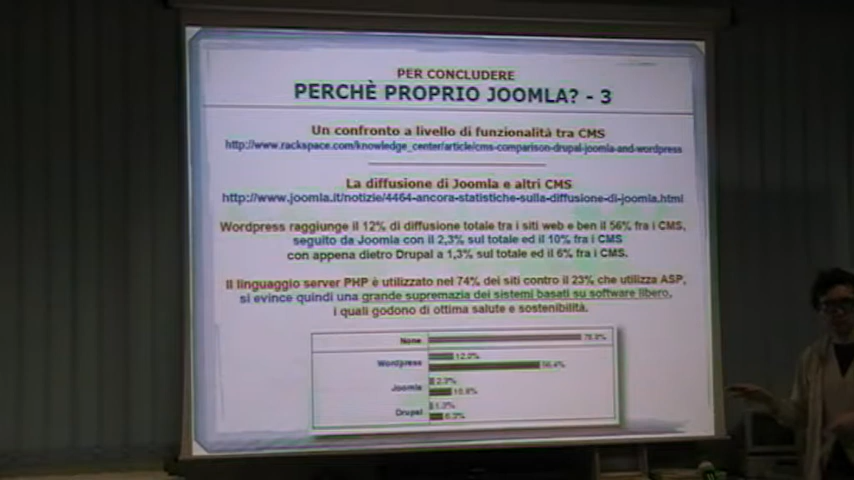 PER CONCLUDERE
PERCHÈ PROPRIO JOOMLA? - 3
Un confronto a livello di funzionalità tra CMS
http://www.rackspace.com/knowledge_center/article/cms-comparison-drupal-joomla-and-wordpress
La diffusione di Joomla e altri CMS
http://www.joomla.it/notizie/4464-ancora-statistiche-sulla-diffusione-di-joomla.html
Wordpress raggiunge il 12% di diffusione totale tra i siti web e ben il 56% fra i CMS,
seguito da Joomla con il 2,3% sul totale ed il 10% fra i CMS
con appena dietro Drupal a 1,3% sul totale ed il 6% fra i CMS.
Il linguaggio server PHP è utilizzato nel 74% dei siti contro il 23% che utilizza ASP,
si evince quindi una grande supremazia dei sistemi basati su software libero,
i quali godono di ottima salute e sostenibilità.
None
Wordpress 12.0%
Joomla 2.3%
Drupal 1.3%